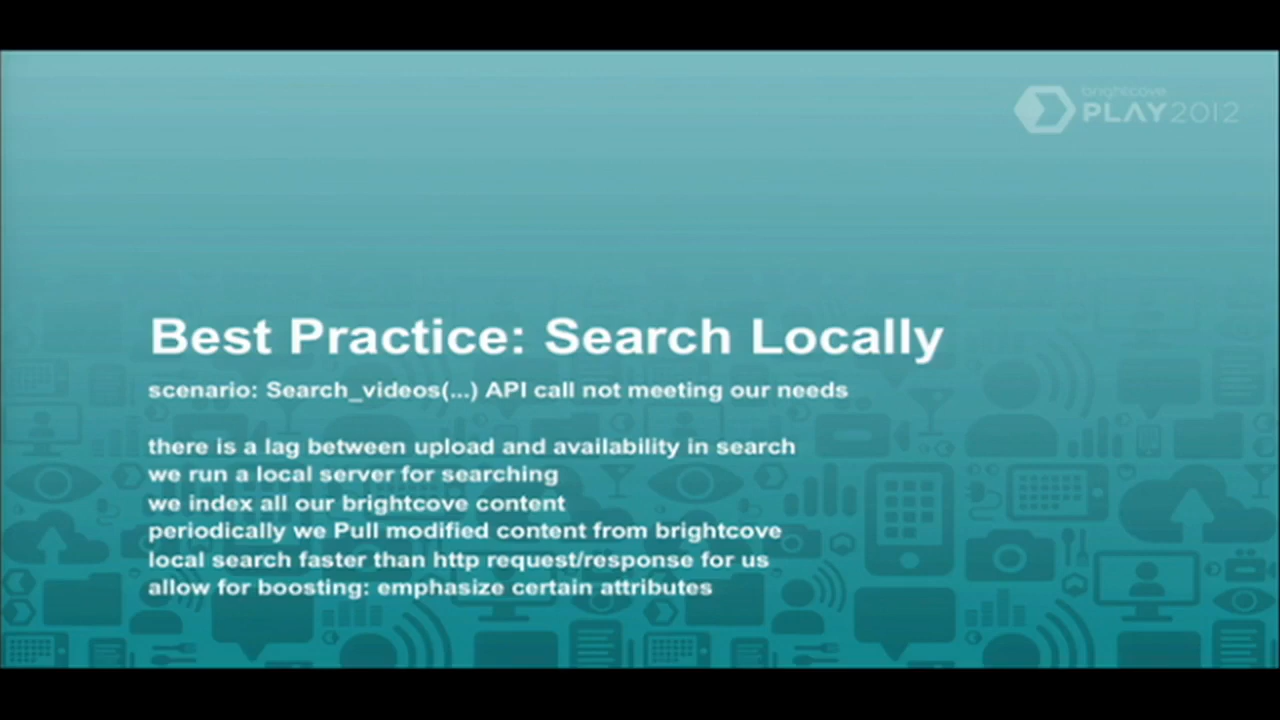 brightcove
PLAY2012
Best Practice: Search Locally
scenario: Search_videos(...) API call not meeting our needs
there is a lag between upload and availability in search
we run a local server for searching
we index all our brightcove content
periodically we Pull modified content from brightcove
local search faster than http request/response for us
allow for boosting: emphasize certain attributes